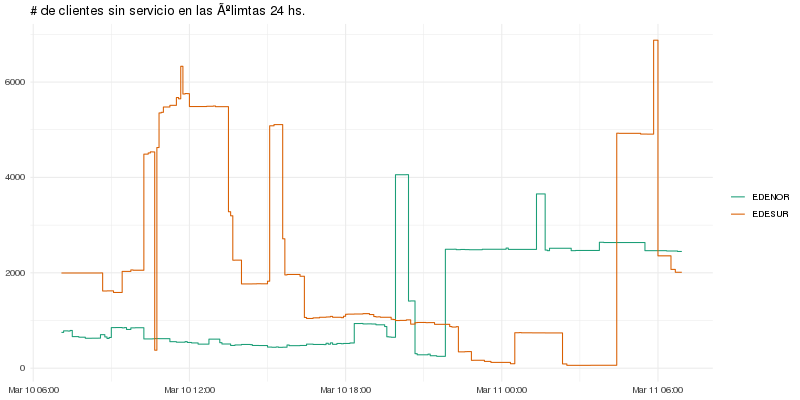 # de clientes sin servicio en las Ãºlimtas 24 hs.
6000
4000
2000
0
Mar 10 06:00
Mar 10 12:00
Mar 10 18:00
Mar 11 00:00
Mar 11 06:00
EDENOR
EDESUR